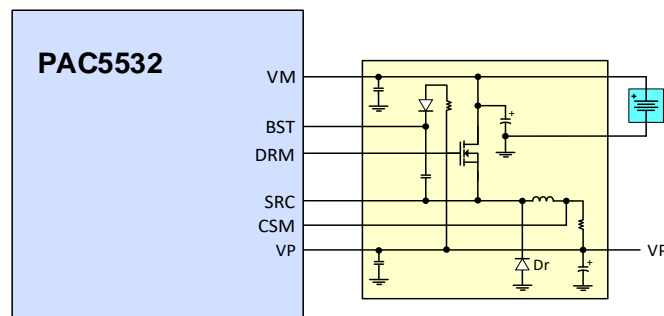 PAC5532
VM
BST
DRM
SRC
CSM
VP
+
+
Dr
+
VP